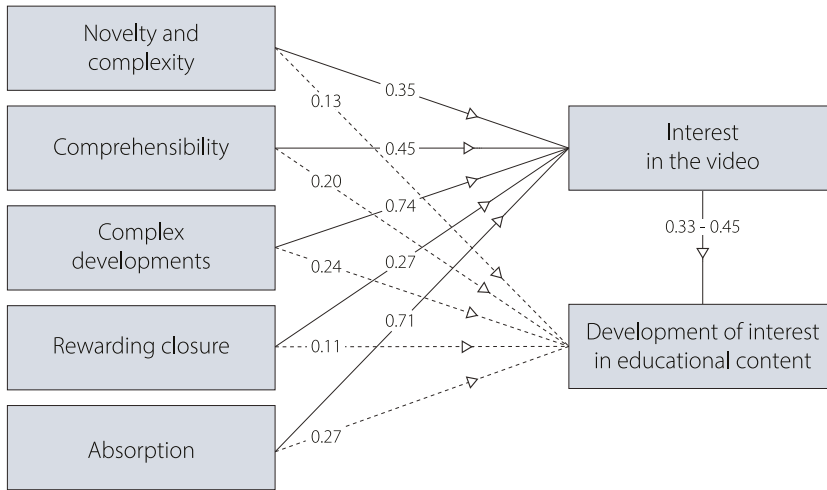 Novelty and
complexity
0.35
0.13
Comprehensibility
0.45
Interest
in the video
0.20
0.74
Complex
developments
0.33 - 0.45
0.27
0.24
0.71
Rewarding closure
0.11
Development of interest
in educational content
Absorption
0.27